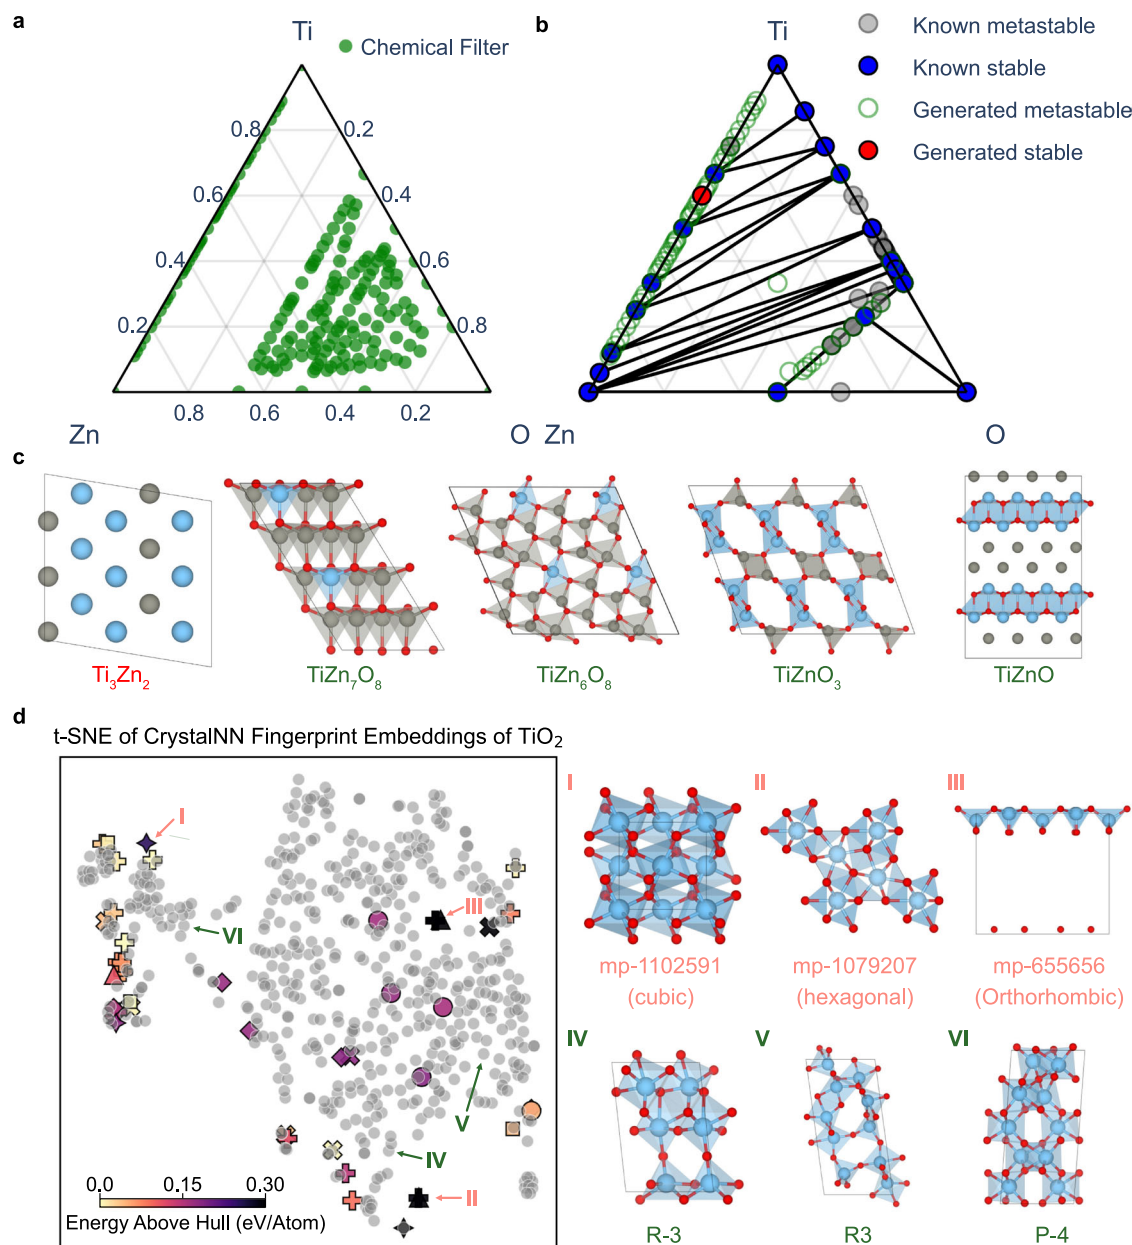 a
Ti
Chemical Filter
0.8
0.2
0.6
0.4
0.4
0.6
0.2
0.8
0.8
0.6
0.4
0.2
Zn
O
b
Ti
Known metastable
Known stable
Generated metastable
Generated stable
Zn
O
c
Ti3Zn2
TiZn7O8
TiZn6O8
TiZnO3
TiZnO
d
t-SNE of CrystalNN Fingerprint Embeddings of TiO2
I
III
VI
V
IV
II
0.0
0.15
0.30
Energy Above Hull (eV/Atom)
I
II
III
mp-1102591
(cubic)
mp-1079207
(hexagonal)
mp-655656
(Orthorhombic)
IV
V
VI
R-3
R3
P-4